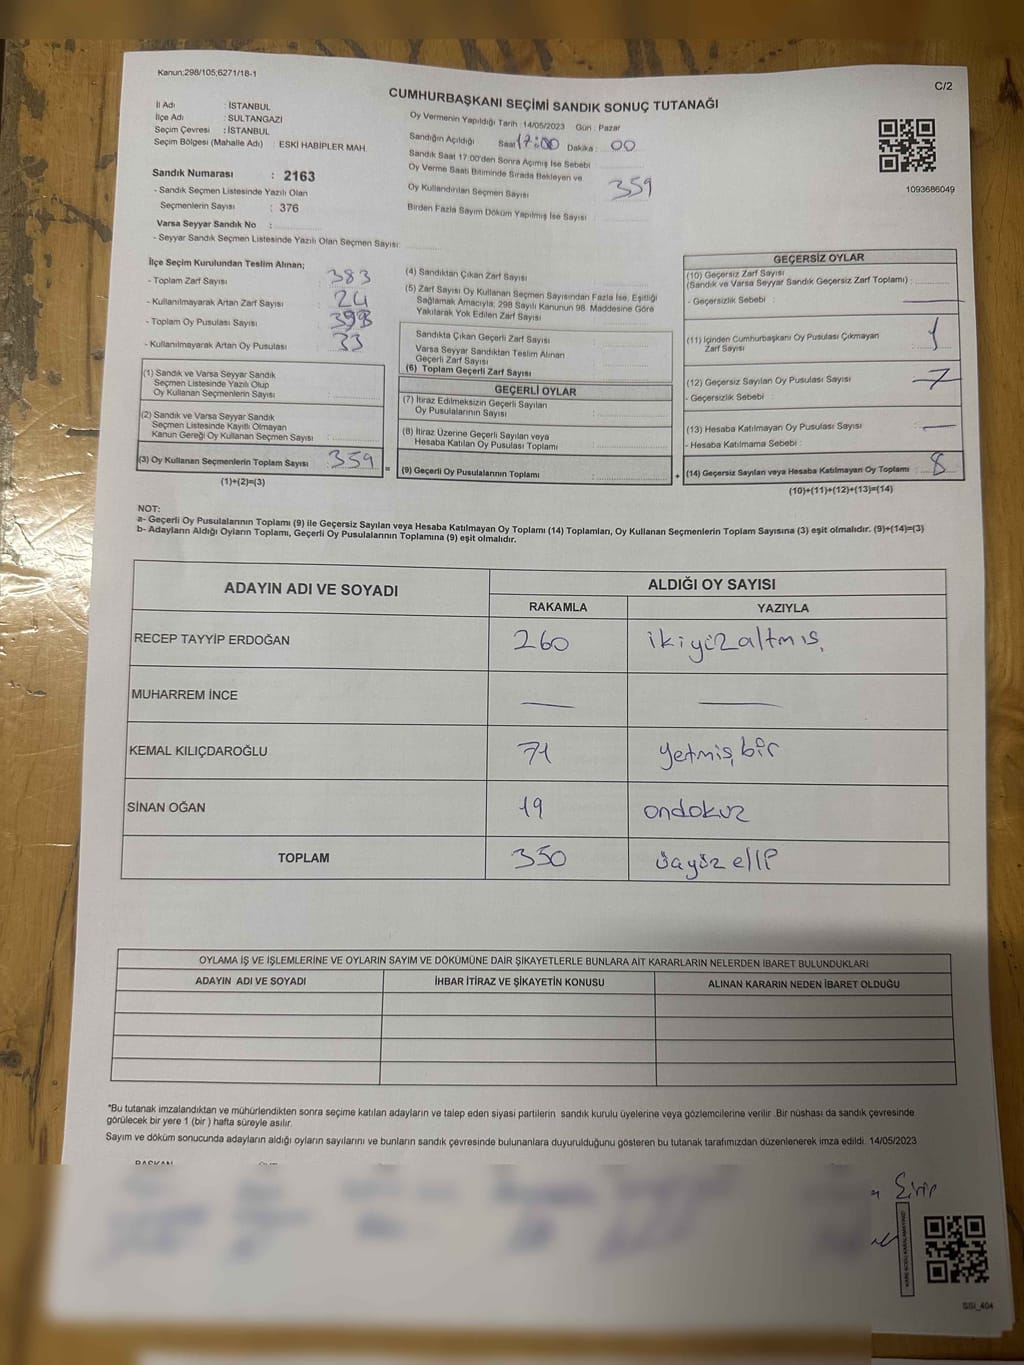 Kanun;298/105;6271/18-1
C/2
CUMHURBAŞKANI SEÇİMİ SANDIK SONUÇ TUTANAĞI
İl Adı : İSTANBUL
İlçe Adı : SULTANGAZİ
Seçim Çevresi : İSTANBUL
Seçim Bölgesi (Mahalle Adı) : ESKİ HABİPLER MAH.
Sandık Numarası : 2163
- Sandık Seçmen Listesinde Yazılı Olan
Seçmenlerin Sayısı : 376
Varsa Seyyar Sandık No :
- Seyyar Sandık Seçmen Listesinde Yazılı Olan Seçmen Sayısı:
Oy Vermenin Yapıldığı Tarih : 14/05/2023 Gün : Pazar
Sandığın Açıldığı Saat 17:00 Dakika : 00
Sandık Saat 17:00'den Sonra Açımış İse Sebebi
Oy Verme Saati Bitiminde Sırada Bekleyen ve
Oy Kullandırılan Seçmen Sayısı 359
Birden Fazla Sayım Döküm Yapılmış İse Sayısı
1093686049
İlçe Seçim Kurulundan Teslim Alınan;
- Toplam Zarf Sayısı : 383
- Kullanılmayarak Artan Zarf Sayısı : 24
- Toplam Oy Pusulası Sayısı : 393
- Kullanılmayarak Artan Oy Pusulası : 33
(1) Sandık ve Varsa Seyyar Sandık
Seçmen Listesinde Yazılı Olup
Oy Kullanan Seçmenlerin Sayısı :
(2) Sandık ve Varsa Seyyar Sandık
Seçmen Listesinde Kayıtlı Olmayan
Kanun Gereği Oy Kullanan Seçmen Sayısı :
(3) Oy Kullanan Seçmenlerin Toplam Sayısı : 359
(1)+(2)=(3)
(4) Sandıktan Çıkan Zarf Sayısı
(5) Zarf Sayısı Oy Kullanan Seçmen Sayısından Fazla İse, Eşitliği
Sağlamak Amacıyla; 298 Sayılı Kanunun 98. Maddesine Göre
Yakılarak Yok Edilen Zarf Sayısı
Sandıkta Çıkan Geçerli Zarf Sayısı
Varsa Seyyar Sandıktan Teslim Alınan
Geçerli Zarf Sayısı
(6) Toplam Geçerli Zarf Sayısı
GEÇERLİ OYLAR
(7) İtiraz Edilmeksizin Geçerli Sayılan
Oy Pusulalarının Sayısı :
(8) İtiraz Üzerine Geçerli Sayılan veya
Hesaba Katılan Oy Pusulası Toplamı :
= (9) Geçerli Oy Pusulalarının Toplamı : +
GEÇERSİZ OYLAR
(10) Geçersiz Zarf Sayısı
(Sandık ve Varsa Seyyar Sandık Geçersiz Zarf Toplamı) :
- Geçersizlik Sebebi :
(11) İçinden Cumhurbaşkanı Oy Pusulası Çıkmayan
Zarf Sayısı : 1
(12) Geçersiz Sayılan Oy Pusulası Sayısı : 7
- Geçersizlik Sebebi :
(13) Hesaba Katılmayan Oy Pusulası Sayısı : —
- Hesaba Katılmama Sebebi :
(14) Geçersiz Sayılan veya Hesaba Katılmayan Oy Toplamı : 8
(10)+(11)+(12)+(13)=(14)
NOT:
a- Geçerli Oy Pusulalarının Toplamı (9) ile Geçersiz Sayılan veya Hesaba Katılmayan Oy Toplamı (14) Toplamları, Oy Kullanan Seçmenlerin Toplam Sayısına (3) eşit olmalıdır. (9)+(14)=(3)
b- Adayların Aldığı Oyların Toplamı, Geçerli Oy Pusulalarının Toplamına (9) eşit olmalıdır.
ADAYIN ADI VE SOYADI ALDIĞI OY SAYISI
RAKAMLA YAZIYLA
RECEP TAYYİP ERDOĞAN 260 ikiyüzaltmış
MUHARREM İNCE — —
KEMAL KILIÇDAROĞLU 71 yetmişbir
SİNAN OĞAN 19 ondokuz
TOPLAM 350 üçyüz elli
OYLAMA İŞ VE İŞLEMLERİNE VE OYLARIN SAYIM VE DÖKÜMÜNE DAİR ŞİKAYETLERLE BUNLARA AİT KARARLARIN NELERDEN İBARET BULUNDUKLARI
ADAYIN ADI VE SOYADI İHBAR İTİRAZ VE ŞİKAYETİN KONUSU ALINAN KARARIN NEDEN İBARET OLDUĞU
*Bu tutanak imzalandıktan ve mühürlendikten sonra seçime katılan adayların ve talep eden siyasi partilerin sandık kurulu üyelerine veya gözlemcilerine verilir. Bir nüshası da sandık çevresinde
görülecek bir yere 1 (bir) hafta süreyle asılır.
Sayım ve döküm sonucunda adayların aldığı oyların sayılarını ve bunların sandık çevresinde bulunanlara duyurulduğunu gösteren bu tutanak tarafımızdan düzenlenerek imza edildi. 14/05/2023
BAŞKAN
KARE KODU KARALAMAYINIZ!
SSI_404